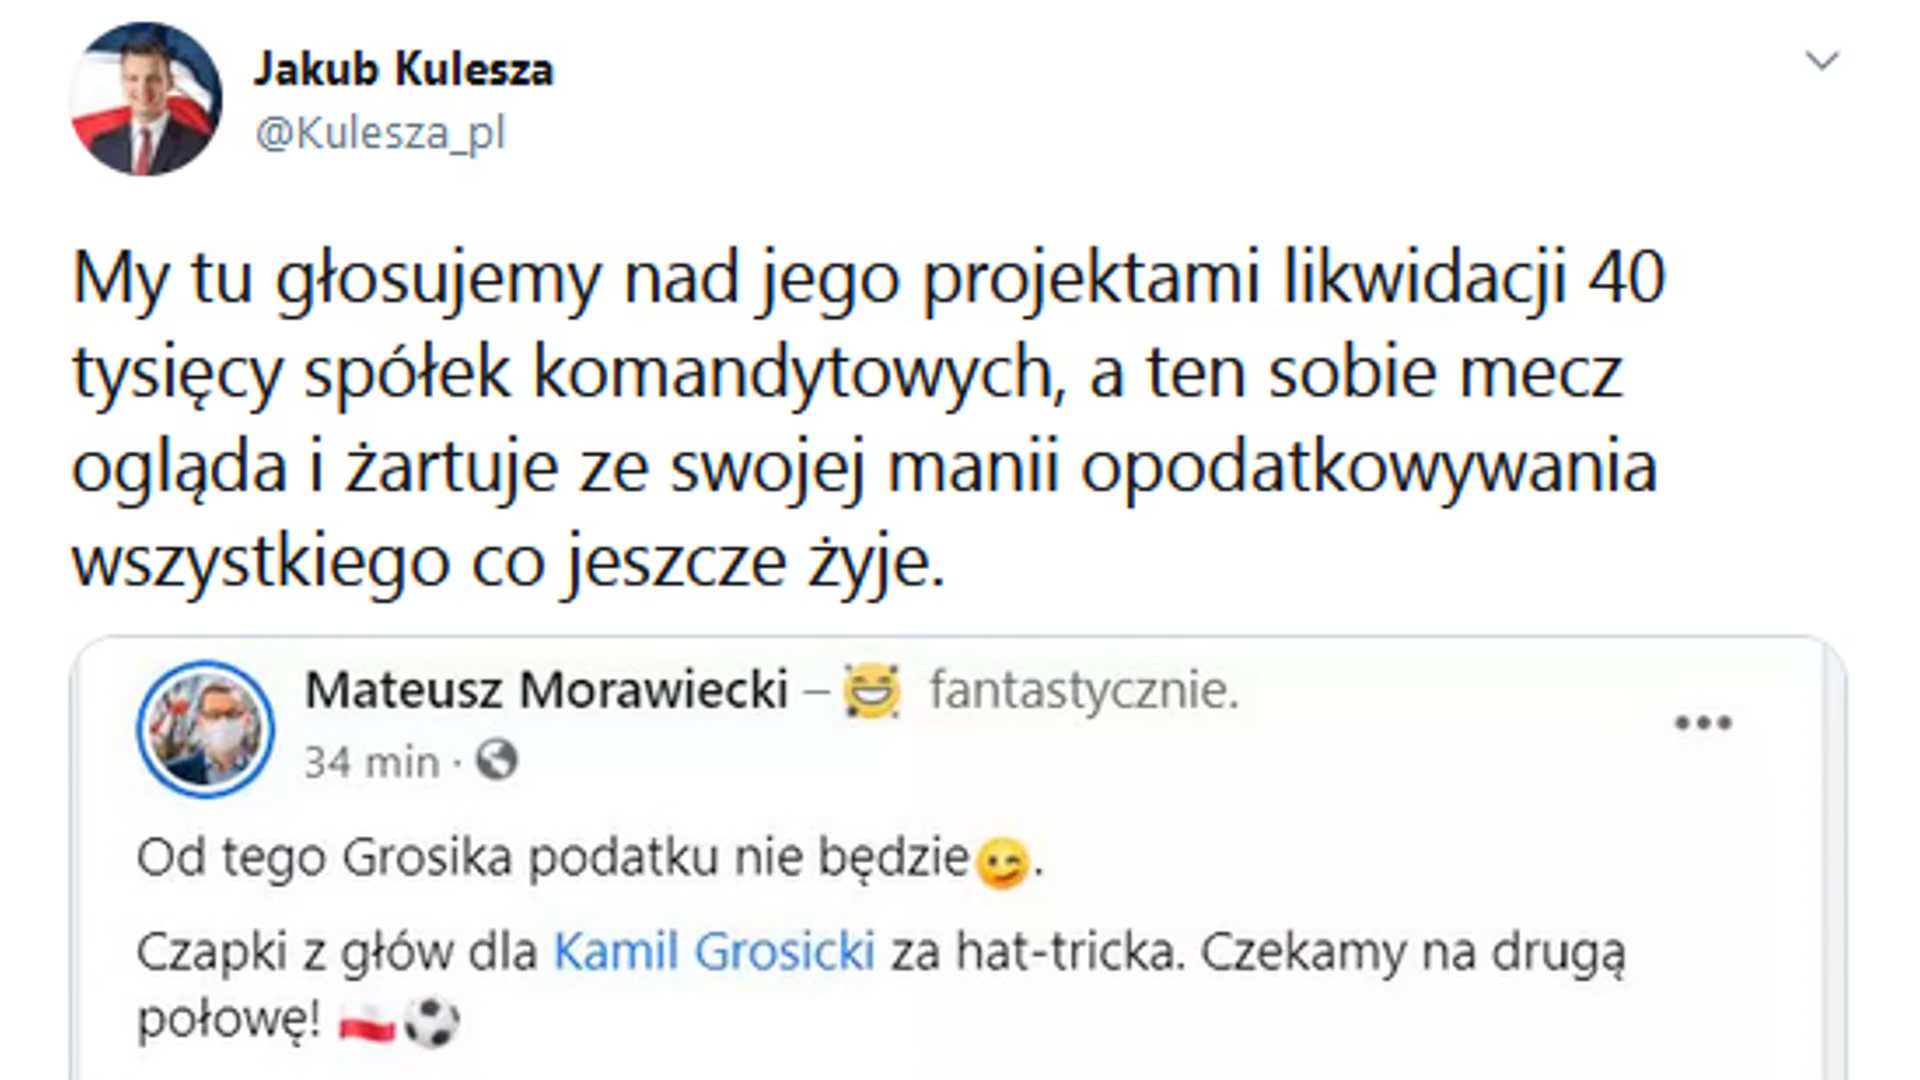 Jakub Kulesza
@Kulesza_pl
My tu głosujemy nad jego projektami likwidacji 40
tysięcy spółek komandytowych, a ten sobie mecz
ogląda i żartuje ze swojej manii opodatkowywania
wszystkiego co jeszcze żyje.
Mateusz Morawiecki – 😆 fantastycznie.
34 min ·
Od tego Grosika podatku nie będzie😉.
Czapki z głów dla Kamil Grosicki za hat-tricka. Czekamy na drugą
połowę! 🇵🇱⚽